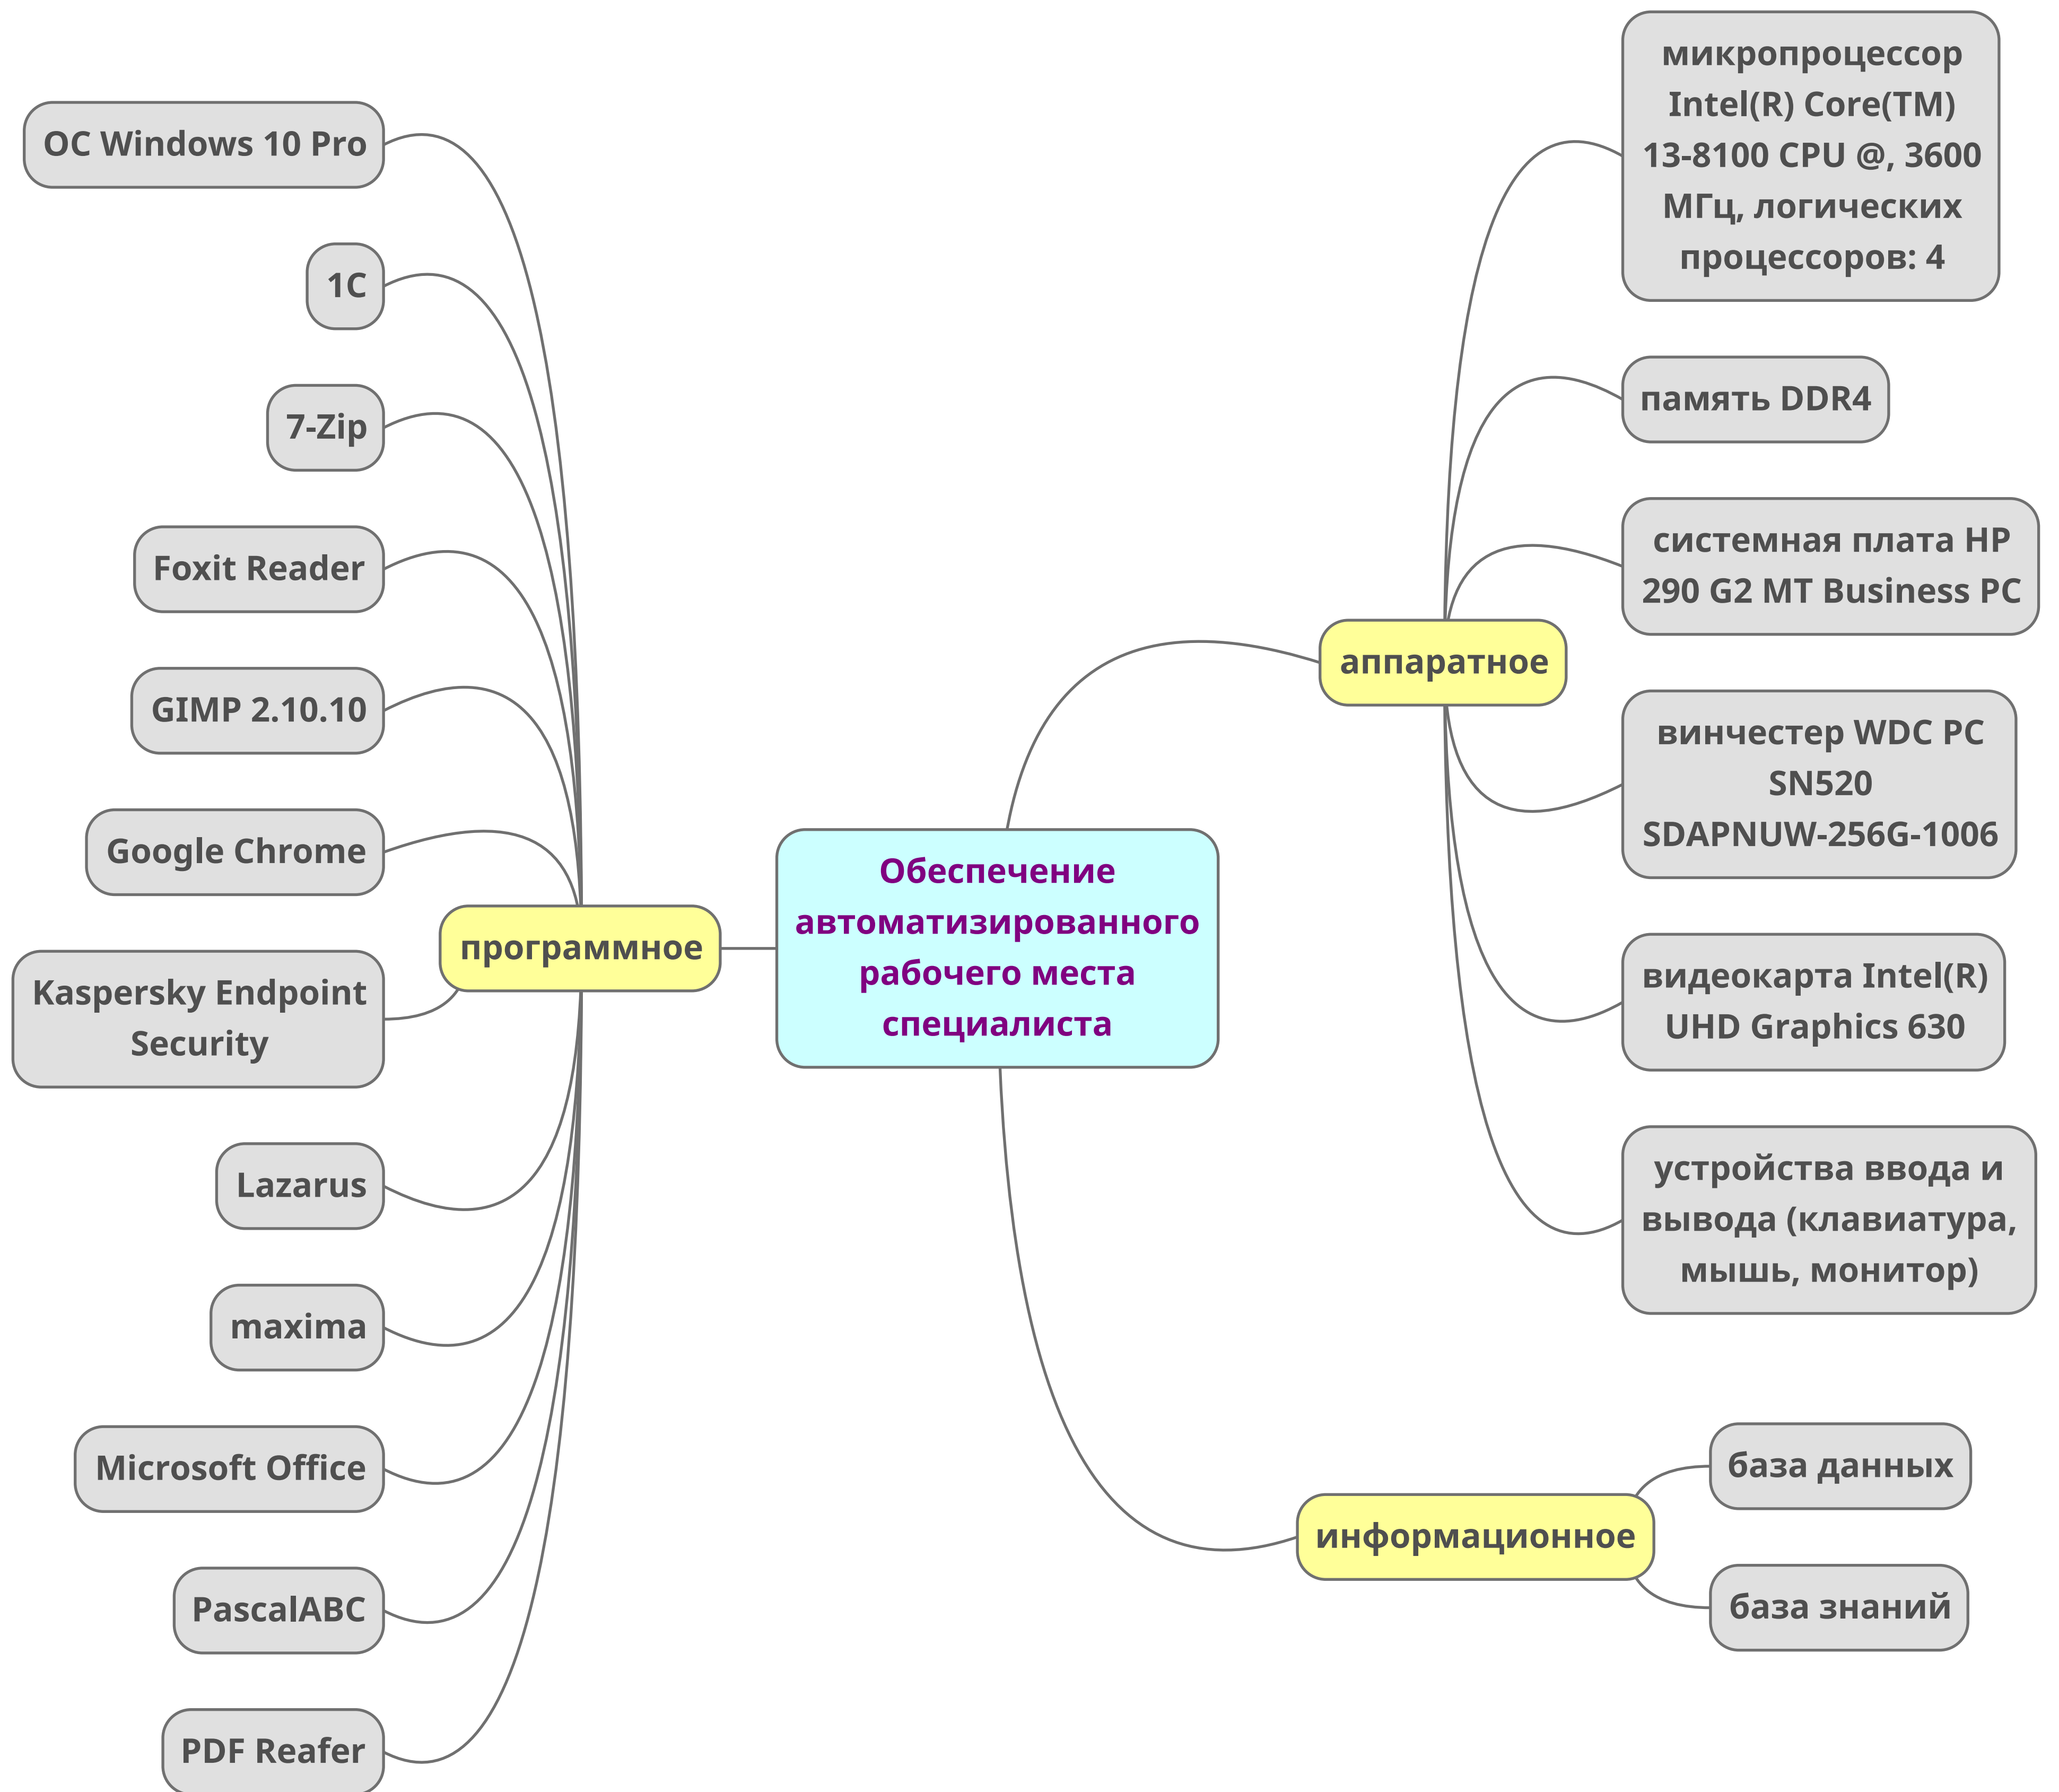 Обеспечение
автоматизированного
рабочего места
специалиста
программное
ОС Windows 10 Pro
1С
7-Zip
Foxit Reader
GIMP 2.10.10
Google Chrome
Kaspersky Endpoint
Security
Lazarus
maxima
Microsoft Office
PascalABC
PDF Reafer
аппаратное
микропроцессор
Intel(R) Core(TM)
13-8100 CPU @, 3600
МГц, логических
процессоров: 4
память DDR4
системная плата HP
290 G2 MT Business PC
винчестер WDC PC
SN520
SDAPNUW-256G-1006
видеокарта Intel(R)
UHD Graphics 630
устройства ввода и
вывода (клавиатура,
мышь, монитор)
информационное
база данных
база знаний